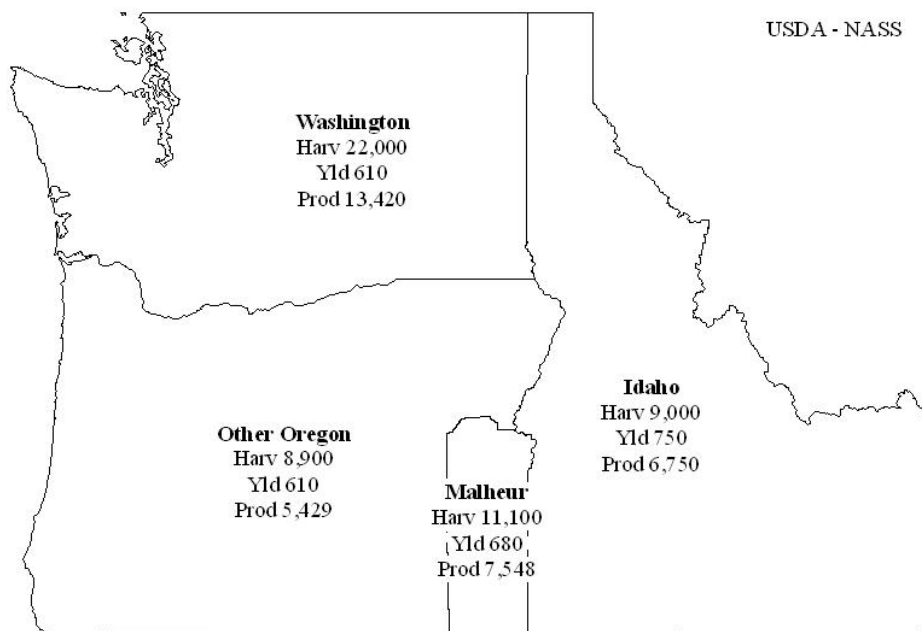 USDA - NASS
Washington
Harv 22,000
Yld 610
Prod 13,420
Idaho
Harv 9,000
Yld 750
Prod 6,750
Other Oregon
Harv 8,900
Yld 610
Prod 5,429
Malheur
Harv 11,100
Yld 680
Prod 7,548